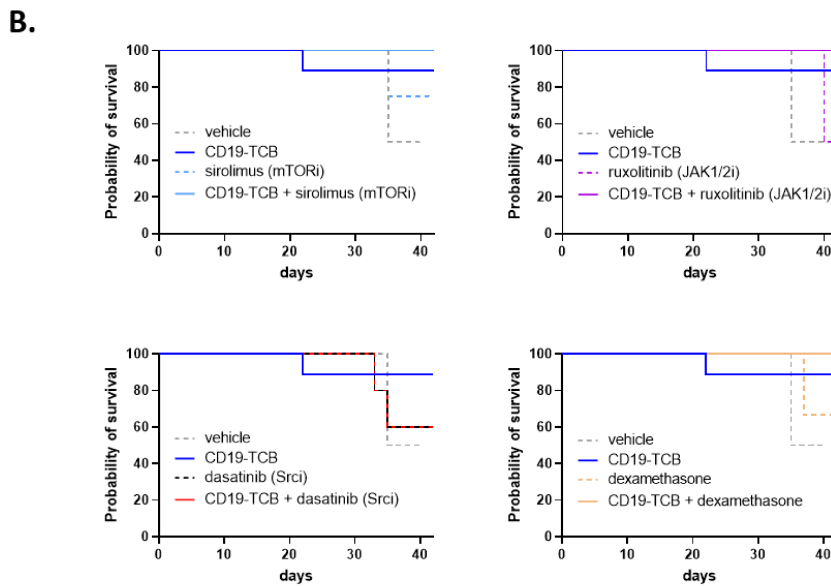 B.
Probability of survival
100
80
60
40
20
0
vehicle
CD19-TCB
sirolimus (mTORi)
CD19-TCB + sirolimus (mTORi)
0 10 20 30 40
days
Probability of survival
100
80
60
40
20
0
vehicle
CD19-TCB
ruxolitinib (JAK1/2i)
CD19-TCB + ruxolitinib (JAK1/2i)
0 10 20 30 40
days
Probability of survival
100
80
60
40
20
0
vehicle
CD19-TCB
dasatinib (Srci)
CD19-TCB + dasatinib (Srci)
0 10 20 30 40
days
Probability of survival
100
80
60
40
20
0
vehicle
CD19-TCB
dexamethasone
CD19-TCB + dexamethasone
0 10 20 30 40
days